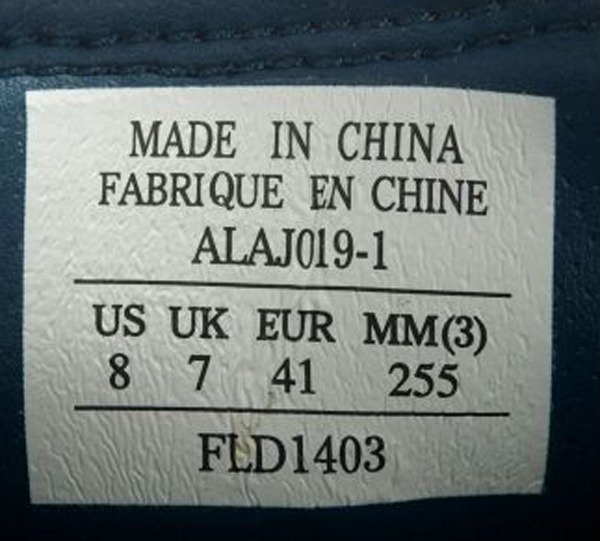 MADE IN CHINA
FABRIQUE EN CHINE
ALAJ019-1
US UK EUR MM(3)
8 7 41 255
FLD1403